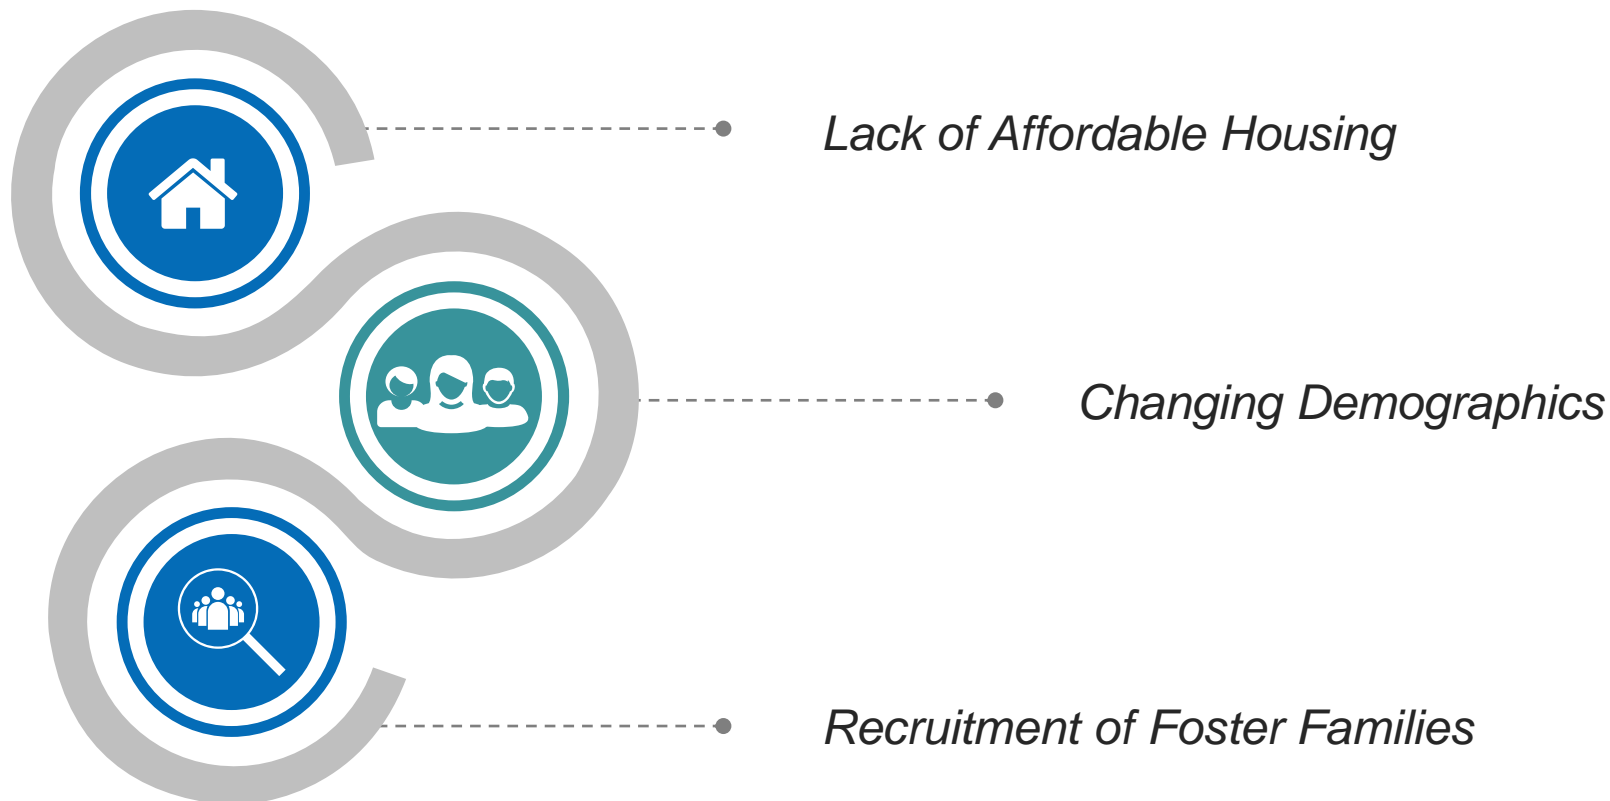 Lack of Affordable Housing
Changing Demographics
Recruitment of Foster Families